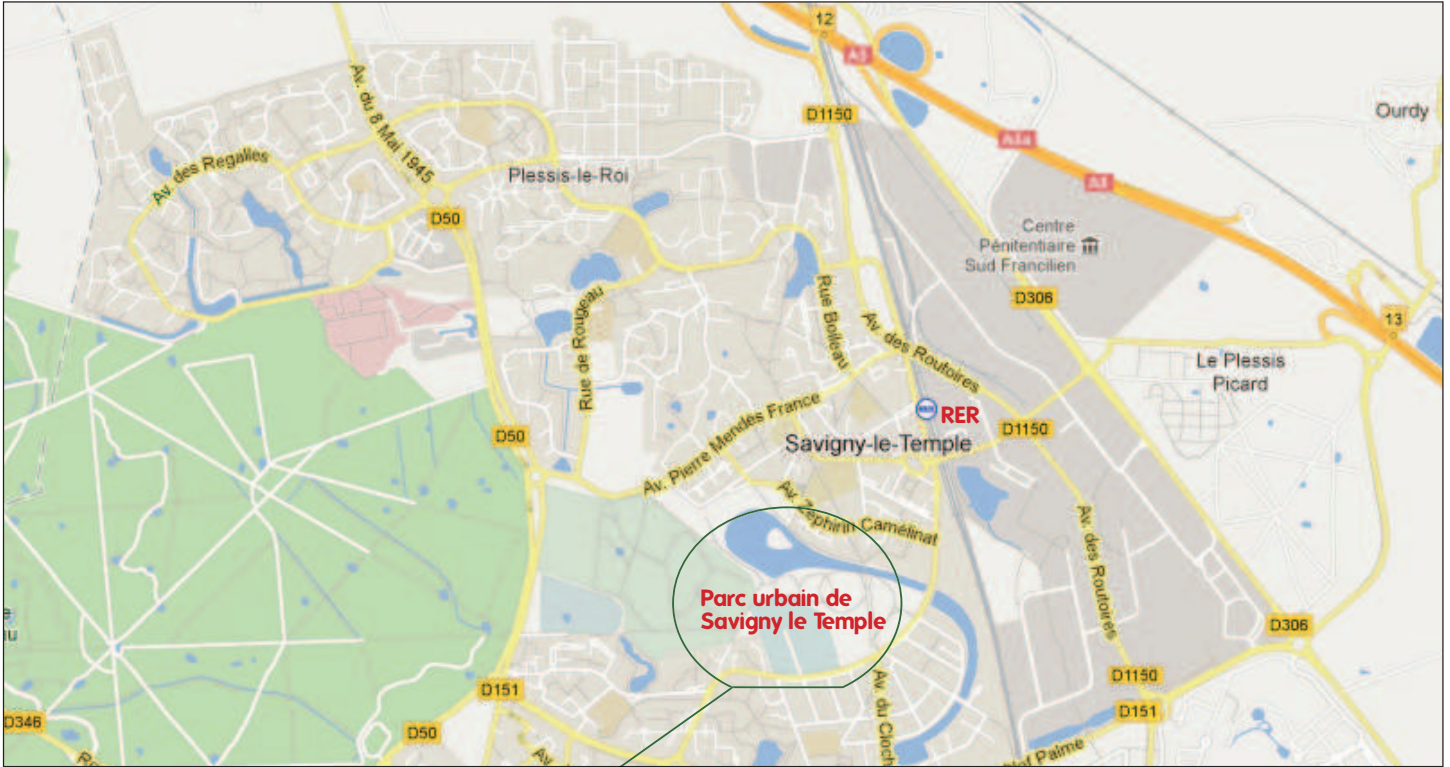 12
A5
D1150
Ourdy
A5a
A5
Av. du 8 Mai 1945
Av. des Regalles
Plessis-le-Roi
D50
Centre
Pénitentiaire
Sud Francilien
D306
13
Rue de Rougeau
Rue Boileau
Av. des Routoires
Le Plessis
Picard
RER
D50
Av. Pierre Mendès France
Savigny-le-Temple
D1150
Av. Zéphirin Camélinat
Av. des Routoires
Parc urbain de
Savigny le Temple
D306
D151
D1150
D346
D50
Av. du Cloch
D151
Av.
Olof Palme